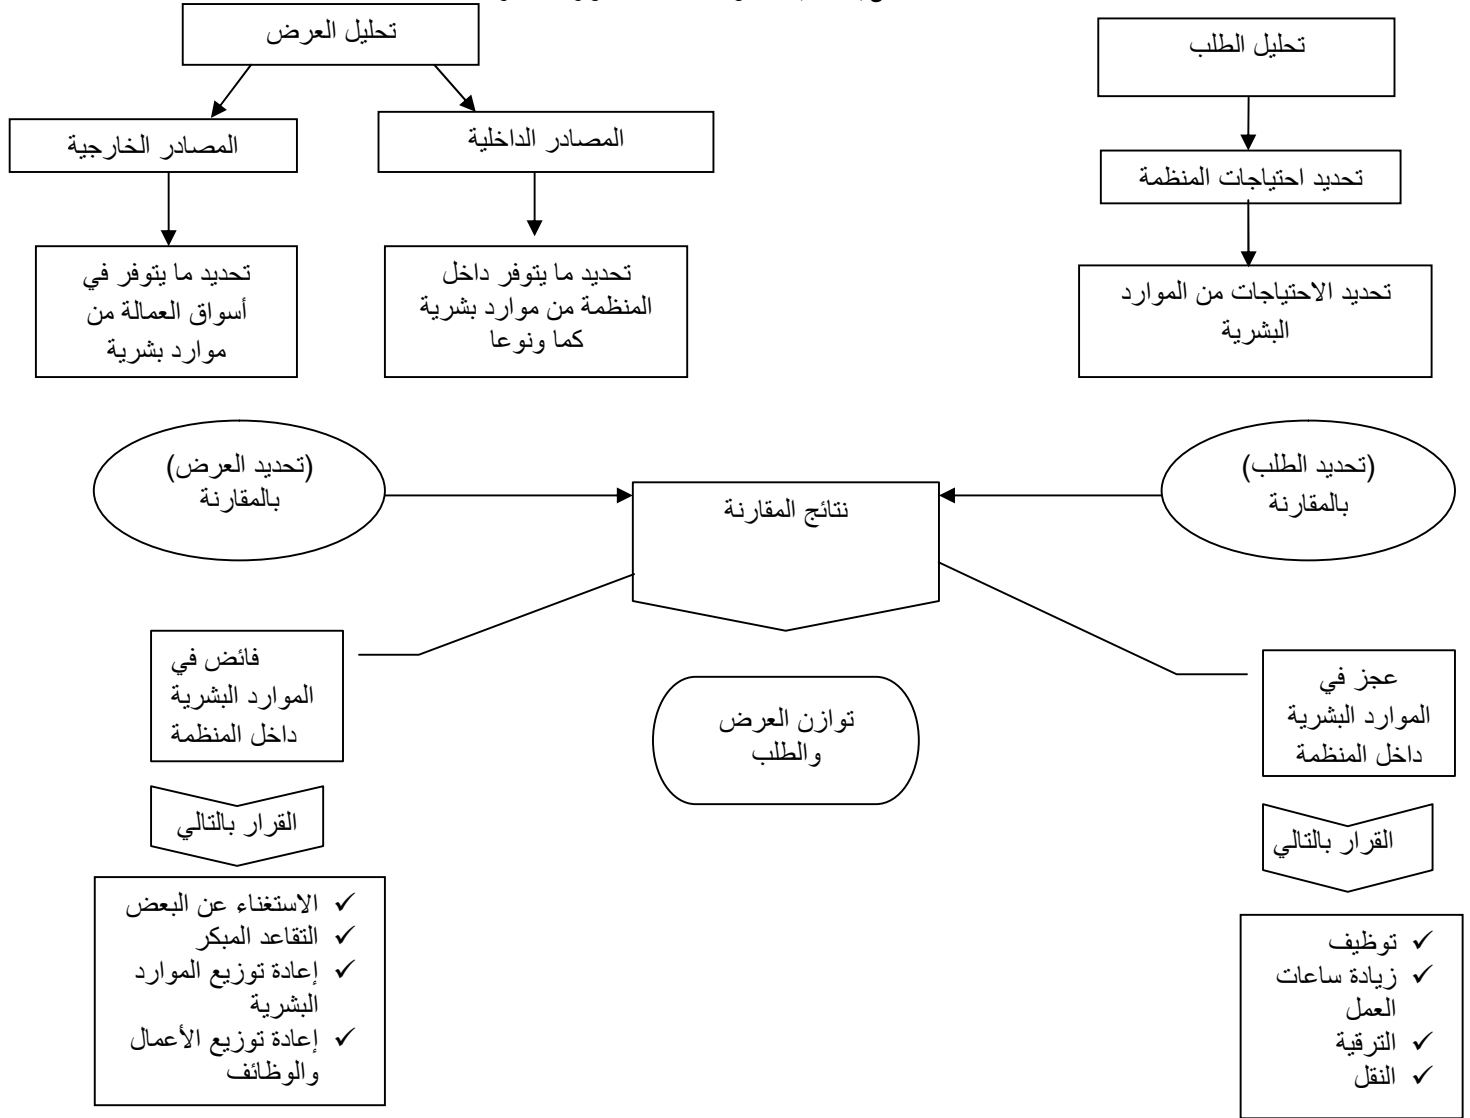 تحليل العرض
تحليل الطلب
المصادر الخارجية
المصادر الداخلية
تحديد احتياجات المنظمة
تحديد ما يتوفر في
أسواق العمالة من
موارد بشرية
تحديد ما يتوفر داخل
المنظمة من موارد بشرية
كما ونوعا
تحديد الاحتياجات من الموارد
البشرية
(تحديد العرض)
بالمقارنة
نتائج المقارنة
(تحديد الطلب)
بالمقارنة
فائض في
الموارد البشرية
داخل المنظمة
توازن العرض
والطلب
عجز في
الموارد البشرية
داخل المنظمة
القرار بالتالي
القرار بالتالي
✓ الاستغناء عن البعض
✓ التقاعد المبكر
✓ إعادة توزيع الموارد
البشرية
✓ إعادة توزيع الأعمال
والوظائف
✓ توظيف
✓ زيادة ساعات
العمل
✓ الترقية
✓ النقل